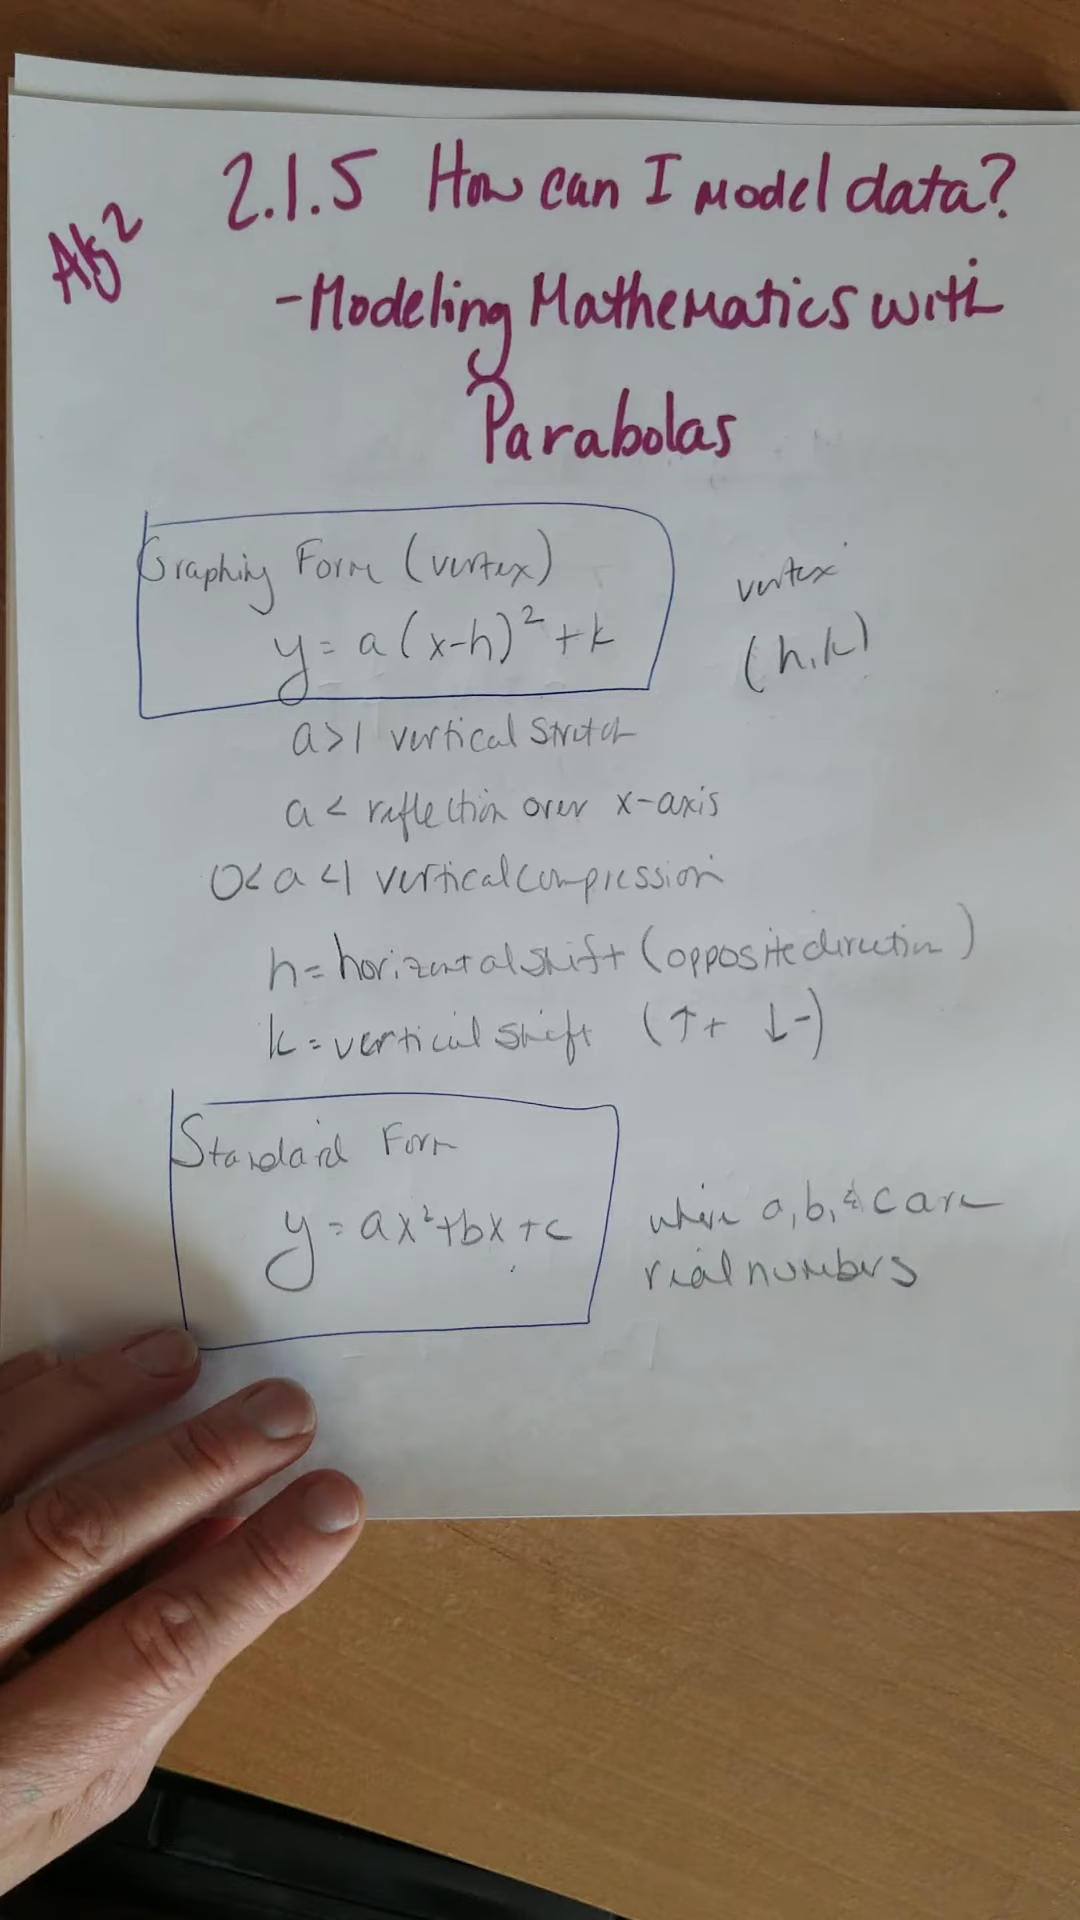 Alg 2
2.1.5 How can I model data?
-Modeling Mathematics with
Parabolas
Graphing Form (vertex)
y = a(x-h)² + k
vertex
(h,k)
a>1 vertical stretch
a < reflection over x-axis
0<a<1 vertical compression
h = horizontal shift (opposite direction)
k = vertical shift (↑+ ↓-)
Standard Form
y = ax²+bx+c
where a, b, & c are
real numbers